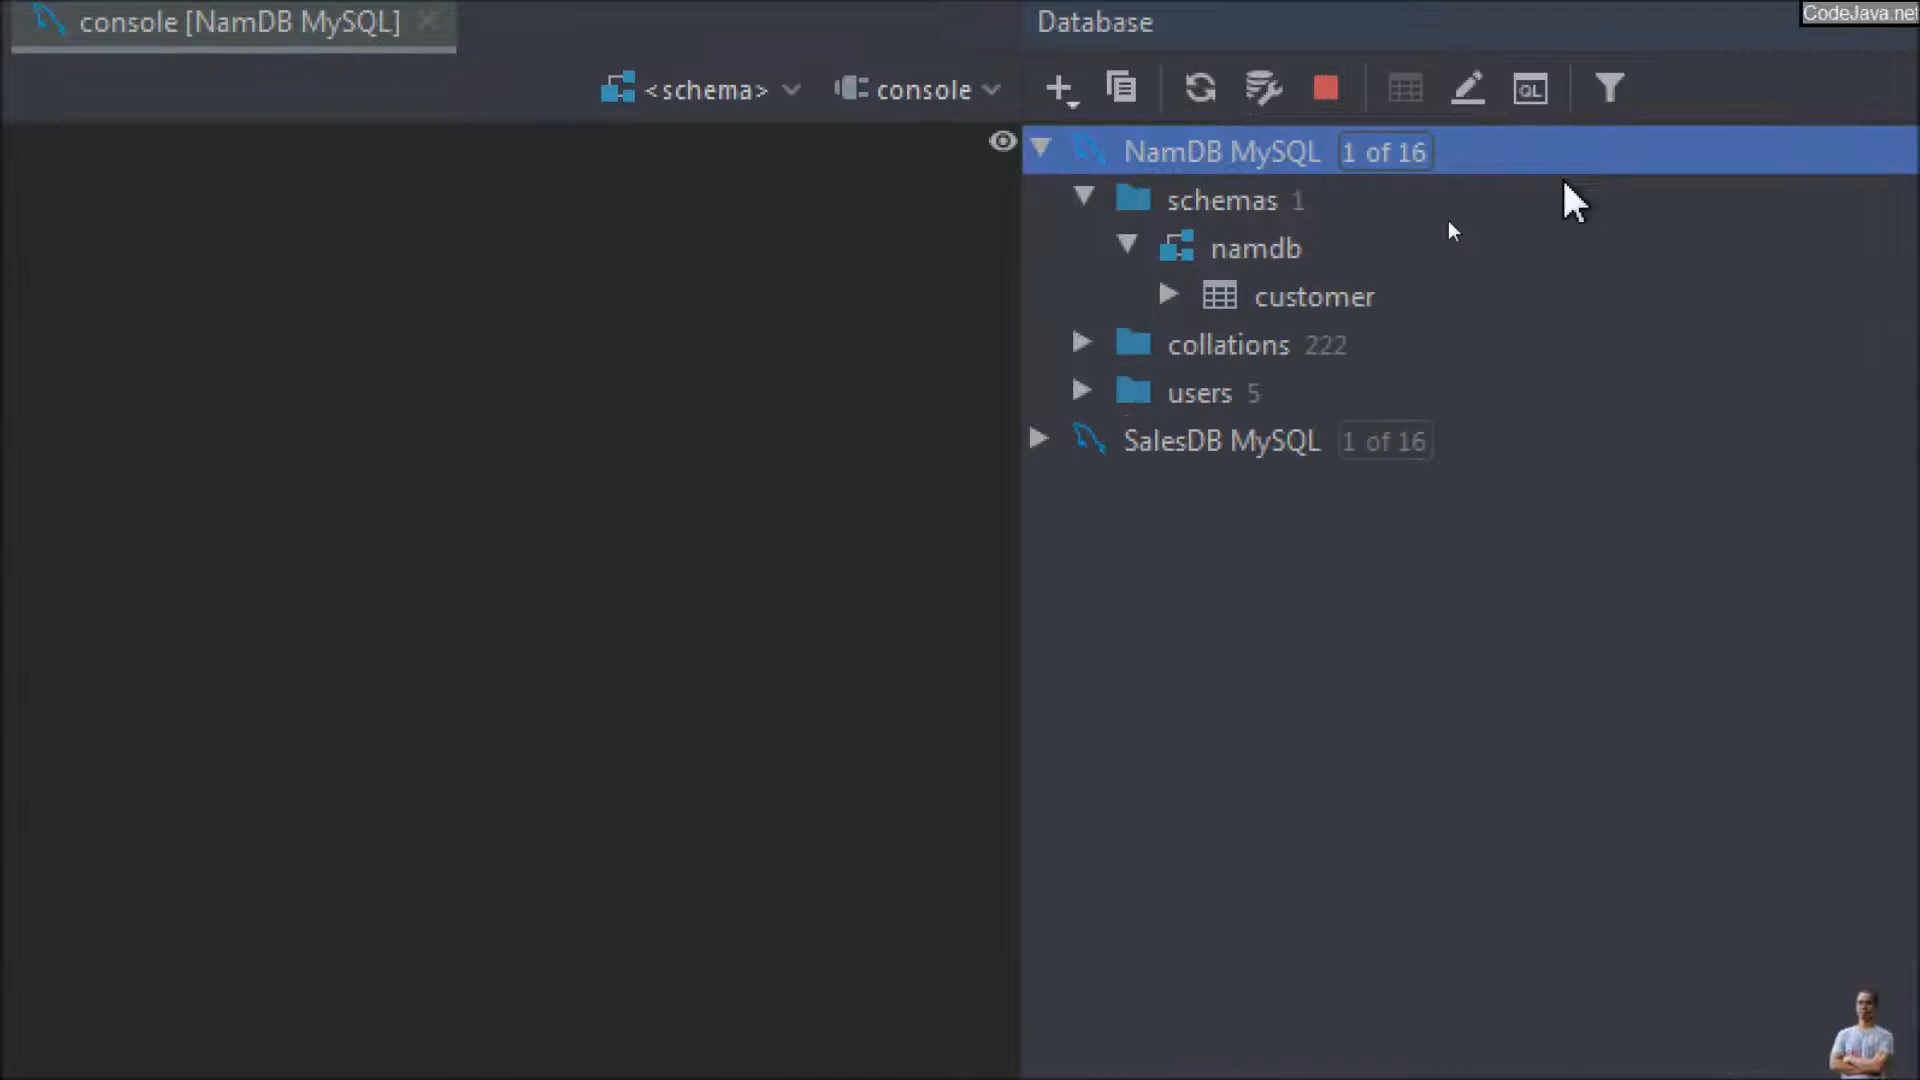 console [NamDB MySQL]
Database
CodeJava.net
<schema>
console
QL
NamDB MySQL 1 of 16
schemas 1
namdb
customer
collations 222
users 5
SalesDB MySQL 1 of 16